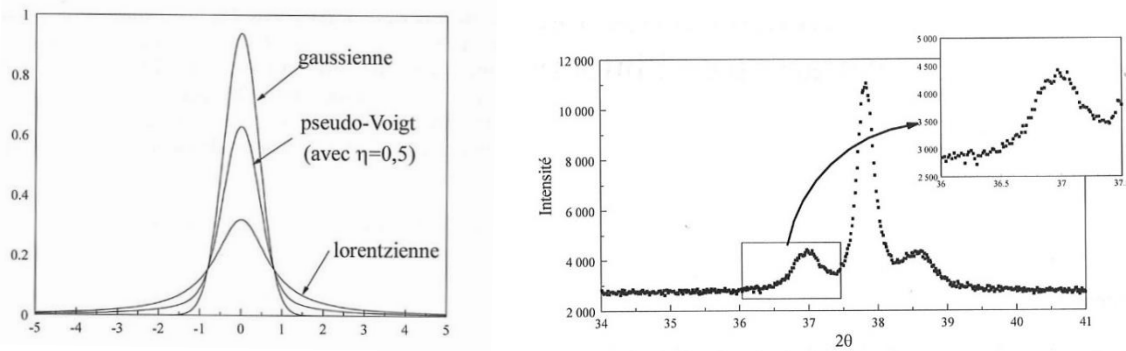 1
0.8
0.6
0.4
0.2
0
-5 -4 -3 -2 -1 0 1 2 3 4 5
gaussienne
pseudo-Voigt
(avec η=0,5)
lorentzienne
12 000
10 000
8 000
6 000
4 000
2 000
Intensité
34 35 36 37 38 39 40 41
2θ
5 000
4 500
4 000
3 500
3 000
2 500
36 36.5 37 37.5